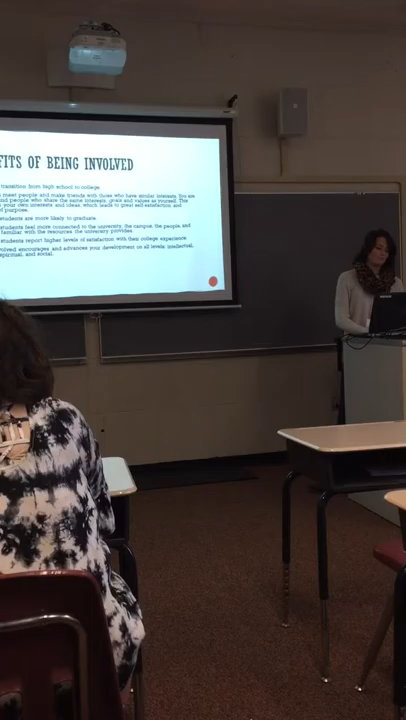 FITS OF BEING INVOLVED
transition from high school to college.
meet people and make friends with those who have similar interests. You are
and people who share the same interests, goals and values as yourself. This
your own interests and ideas, which leads to great self-satisfaction and
of purpose.
students are more likely to graduate.
students feel more connected to the university, the campus, the people, and
familiar with the resources the university provides.
students report higher levels of satisfaction with their college experience.
volved encourages and advances your development on all levels: intellectual,
spiritual, and social.